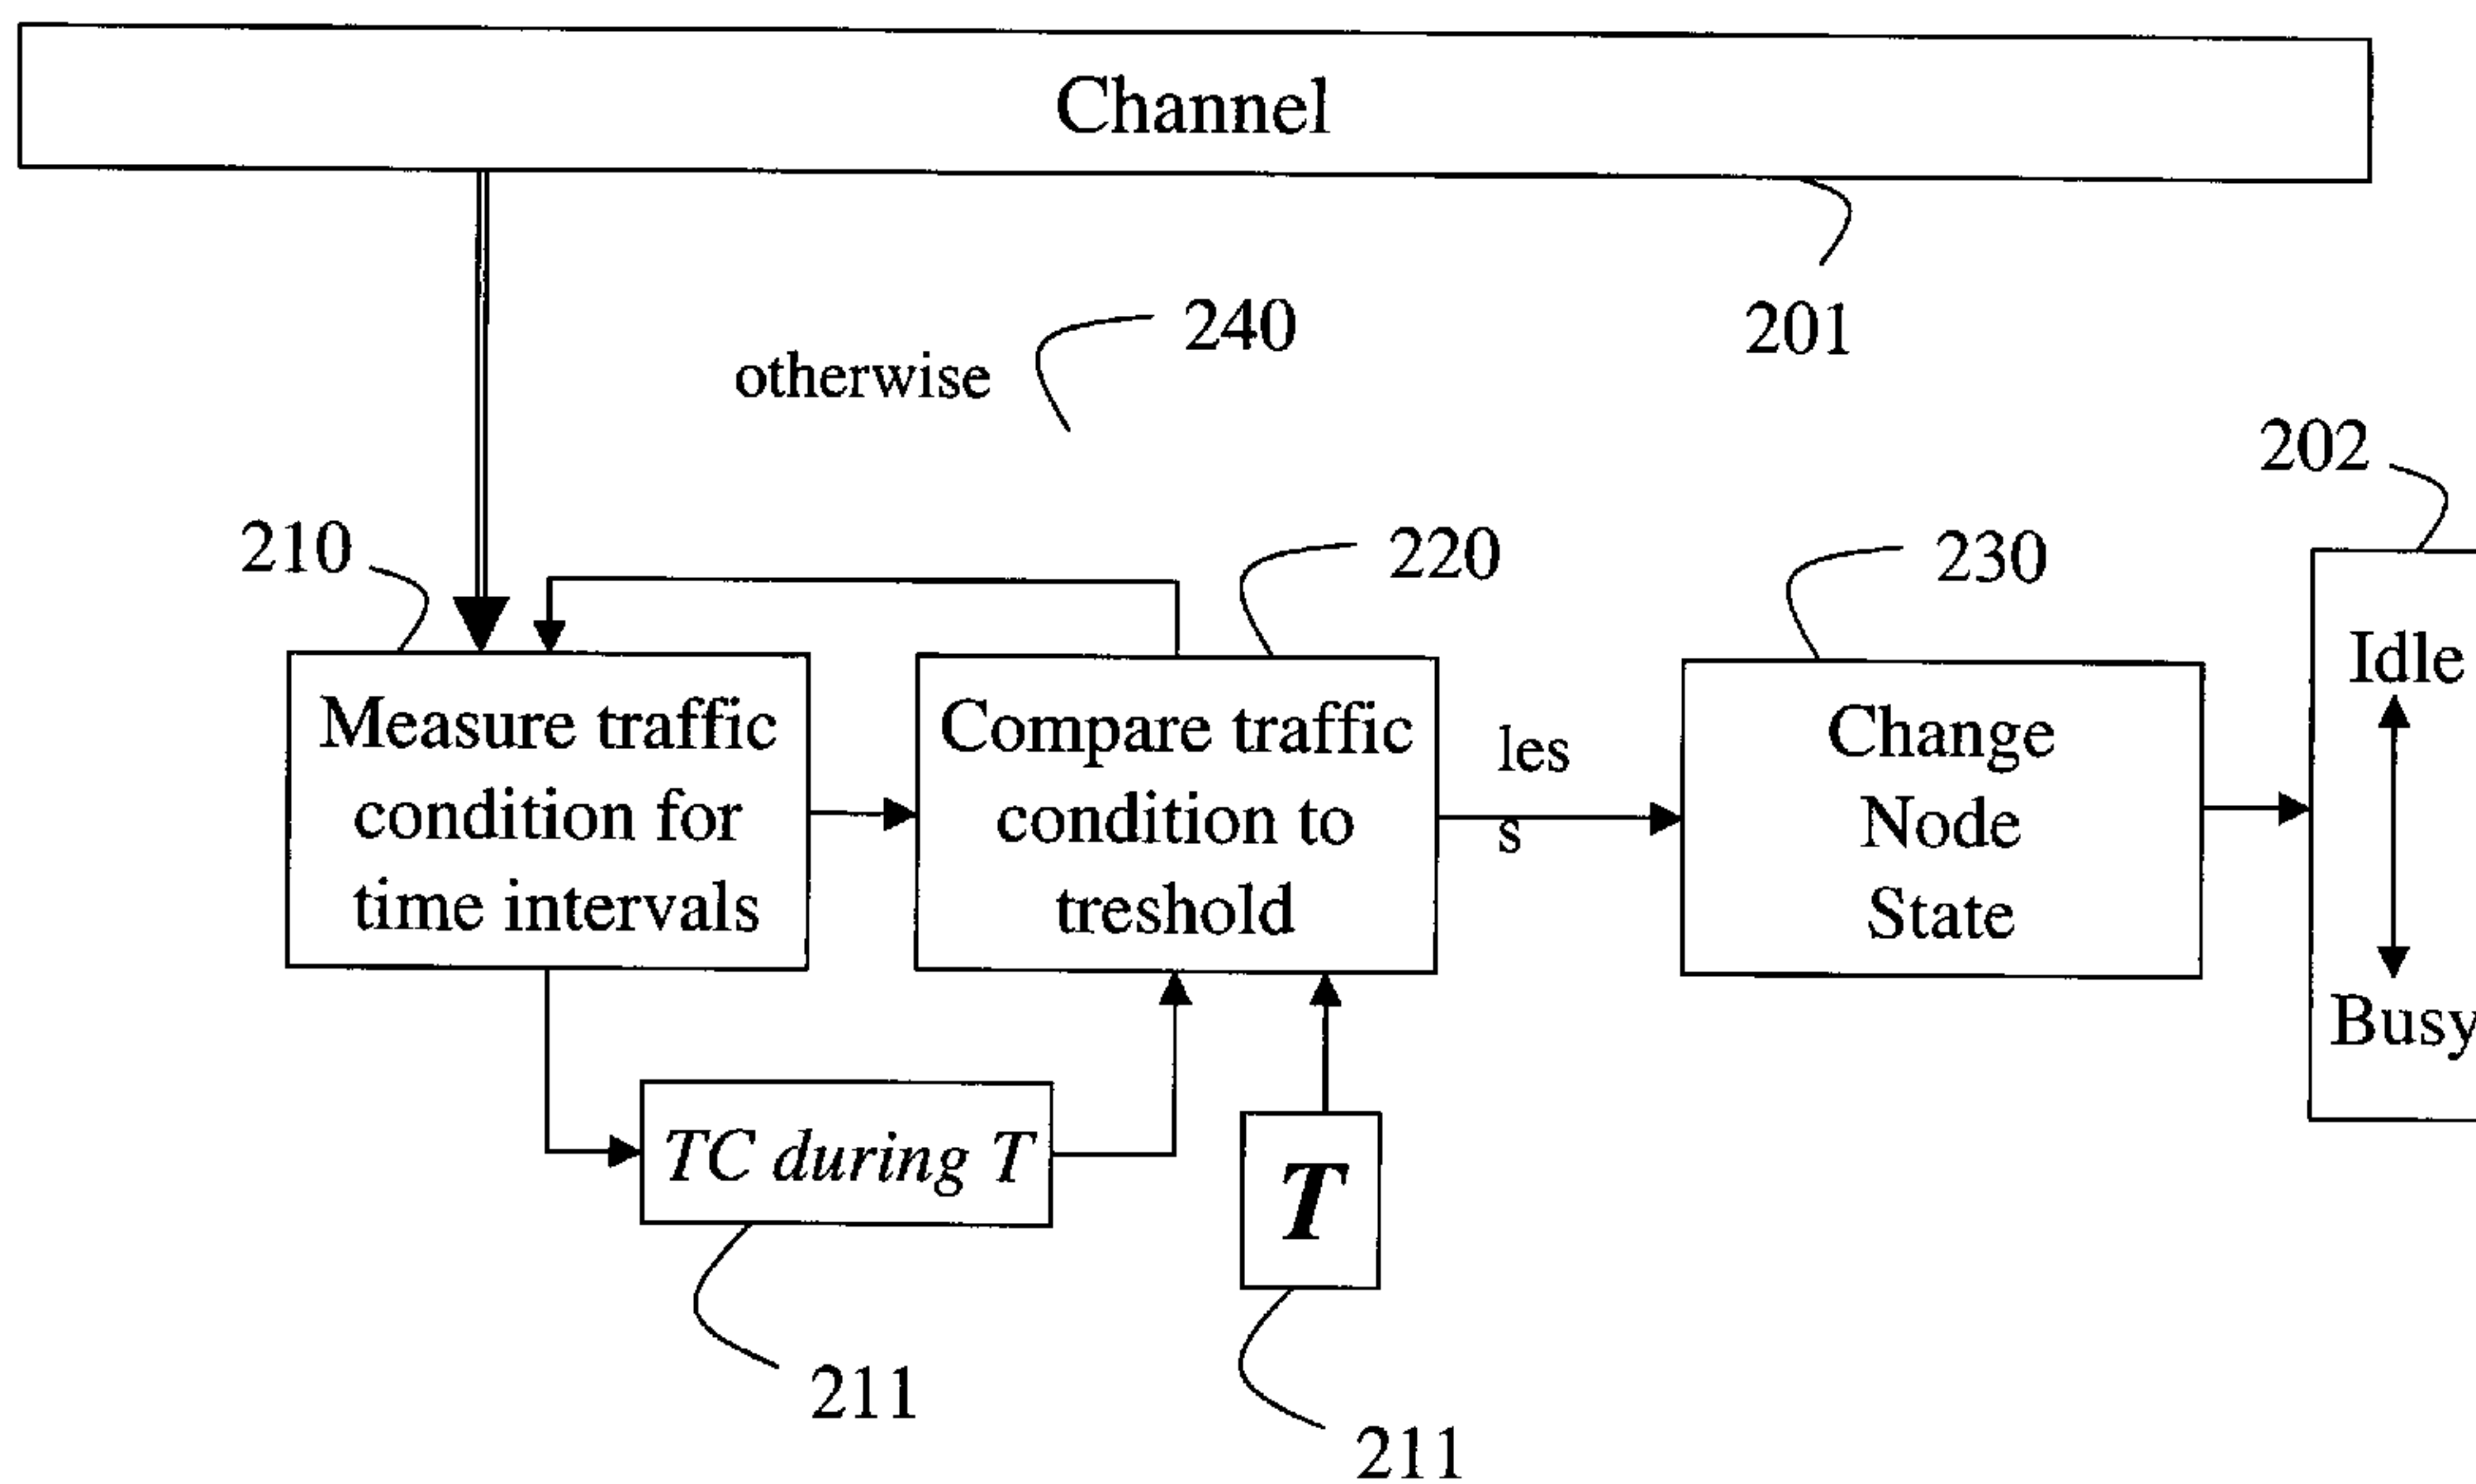 Channel
240
201
otherwise
202
210
220
230
Measure traffic
condition for
time intervals
Compare traffic
condition to
treshold
les
s
Change
Node
State
Idle
Busy
TC during T
T
211
211